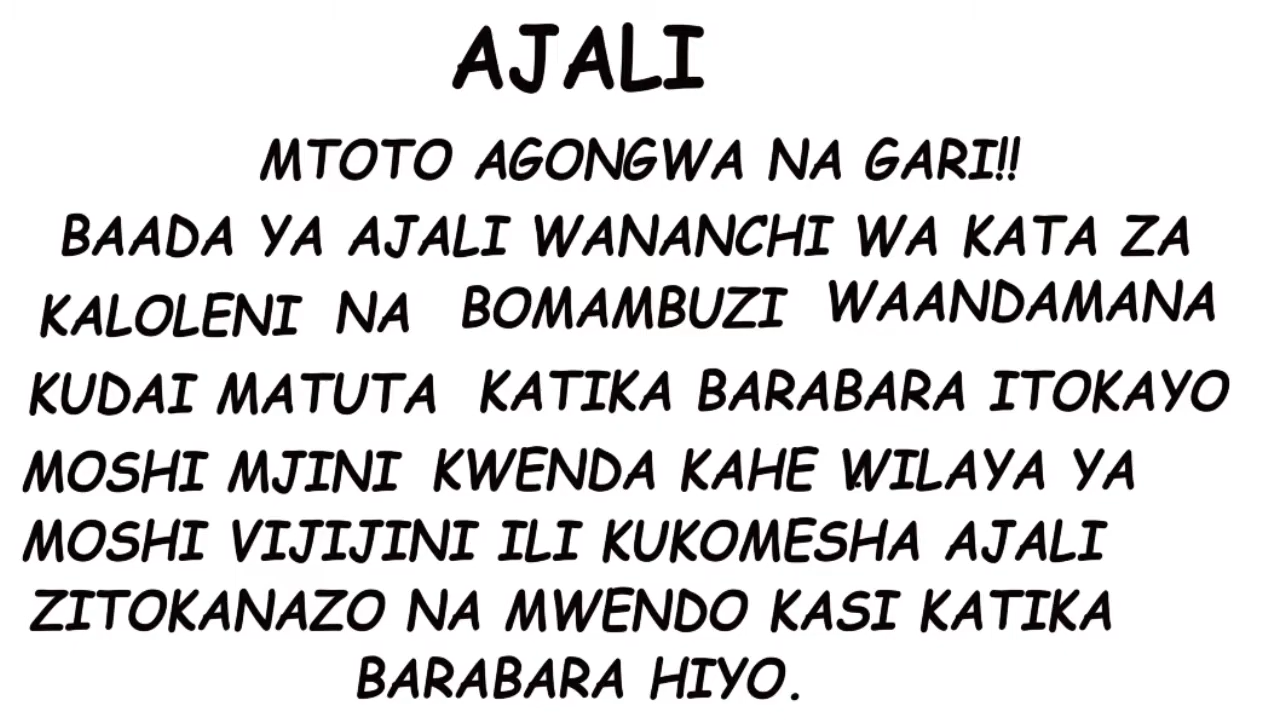 AJALI
MTOTO AGONGWA NA GARI!!
BAADA YA AJALI WANANCHI WA KATA ZA
KALOLENI NA BOMAMBUZI WAANDAMANA
KUDAI MATUTA KATIKA BARABARA ITOKAYO
MOSHI MJINI KWENDA KAHE WILAYA YA
MOSHI VIJIJINI ILI KUKOMESHA AJALI
ZITOKANAZO NA MWENDO KASI KATIKA
BARABARA HIYO.